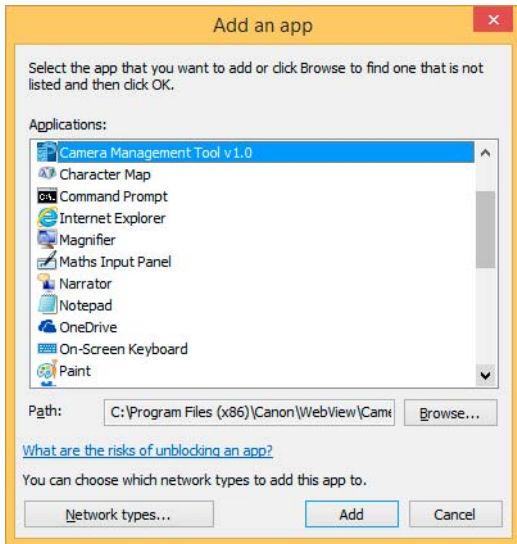 Add an app
Select the app that you want to add or click Browse to find one that is not
listed and then click OK.
Applications:
Camera Management Tool v1.0
Character Map
Command Prompt
Internet Explorer
Magnifier
Maths Input Panel
Narrator
Notepad
OneDrive
On-Screen Keyboard
Paint
Path: C:\Program Files (x86)\Canon\WebView\Came Browse...
What are the risks of unblocking an app?
You can choose which network types to add this app to.
Network types... Add Cancel